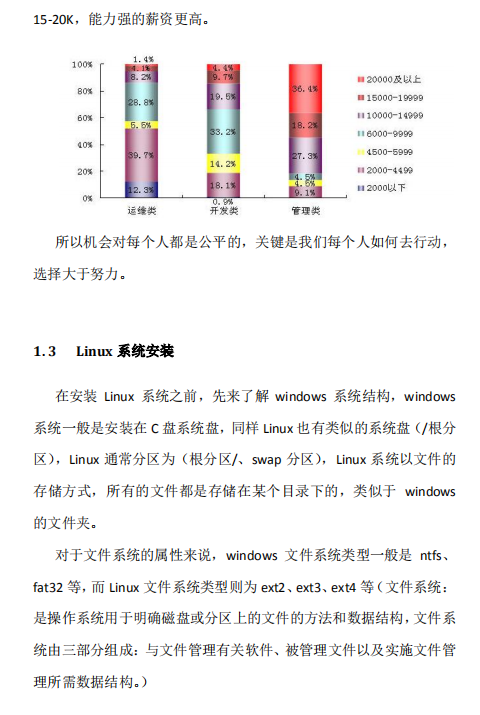 15-20K，能力强的薪资更高。
100%
80%
60%
40%
20%
0%
1.4%
4.1%
8.2%
28.8%
5.5%
39.7%
12.3%
运维类
4.4%
9.7%
19.5%
33.2%
14.2%
18.1%
0.9%
开发类
36.4%
18.2%
27.3%
4.5%
4.6%
9.1%
管理类
20000及以上
15000-19999
10000-14999
6000-9999
4500-5999
2000-4499
2000以下
所以机会对每个人都是公平的，关键是我们每个人如何去行动，
选择大于努力。
1.3 Linux 系统安装
在安装 Linux 系统之前，先来了解 windows 系统结构，windows
系统一般是安装在 C 盘系统盘，同样 Linux 也有类似的系统盘（/根分
区），Linux 通常分区为（根分区/、swap 分区），Linux 系统以文件的
存储方式，所有的文件都是存储在某个目录下的，类似于 windows
的文件夹。
对于文件系统的属性来说，windows 文件系统类型一般是 ntfs、
fat32 等，而 Linux 文件系统类型则为 ext2、ext3、ext4 等（文件系统：
是操作系统用于明确磁盘或分区上的文件的方法和数据结构，文件系
统由三部分组成：与文件管理有关软件、被管理文件以及实施文件管
理所需数据结构。）